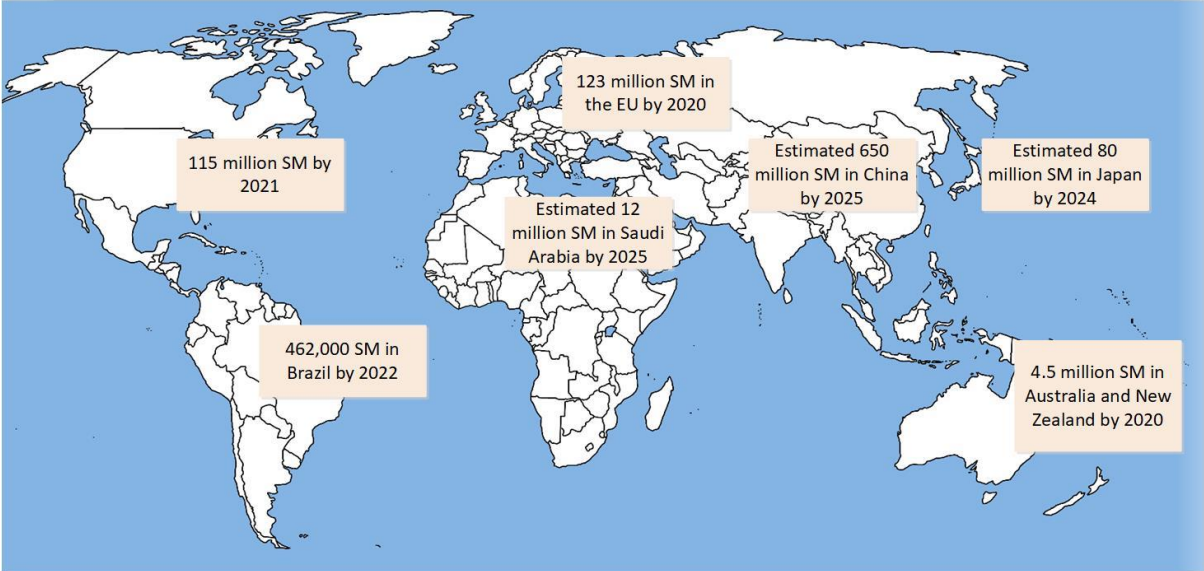 123 million SM in
the EU by 2020
115 million SM by
2021
Estimated 650
million SM in China
by 2025
Estimated 80
million SM in Japan
by 2024
Estimated 12
million SM in Saudi
Arabia by 2025
462,000 SM in
Brazil by 2022
4.5 million SM in
Australia and New
Zealand by 2020